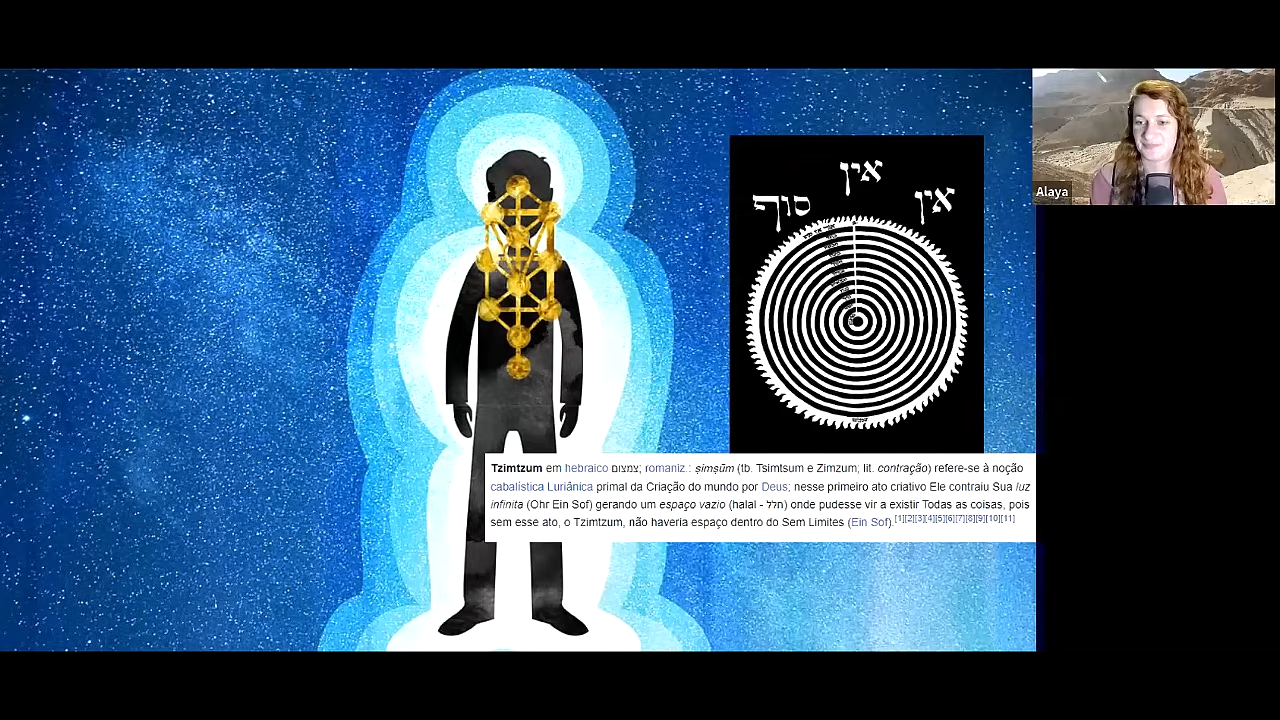 אין
סוף
אין
Alaya
Tzimtzum em hebraico צמצום; romaniz.: ṣimṣūm (tb. Tsimtsum e Zimzum; lit. contração) refere-se à noção
cabalística Luriânica primal da Criação do mundo por Deus; nesse primeiro ato criativo Ele contraiu Sua luz
infinita (Ohr Ein Sof) gerando um espaço vazio (halal - חלל) onde pudesse vir a existir Todas as coisas, pois
sem esse ato, o Tzimtzum, não haveria espaço dentro do Sem Limites (Ein Sof).[1][2][3][4][5][6][7][8][9][10][11]